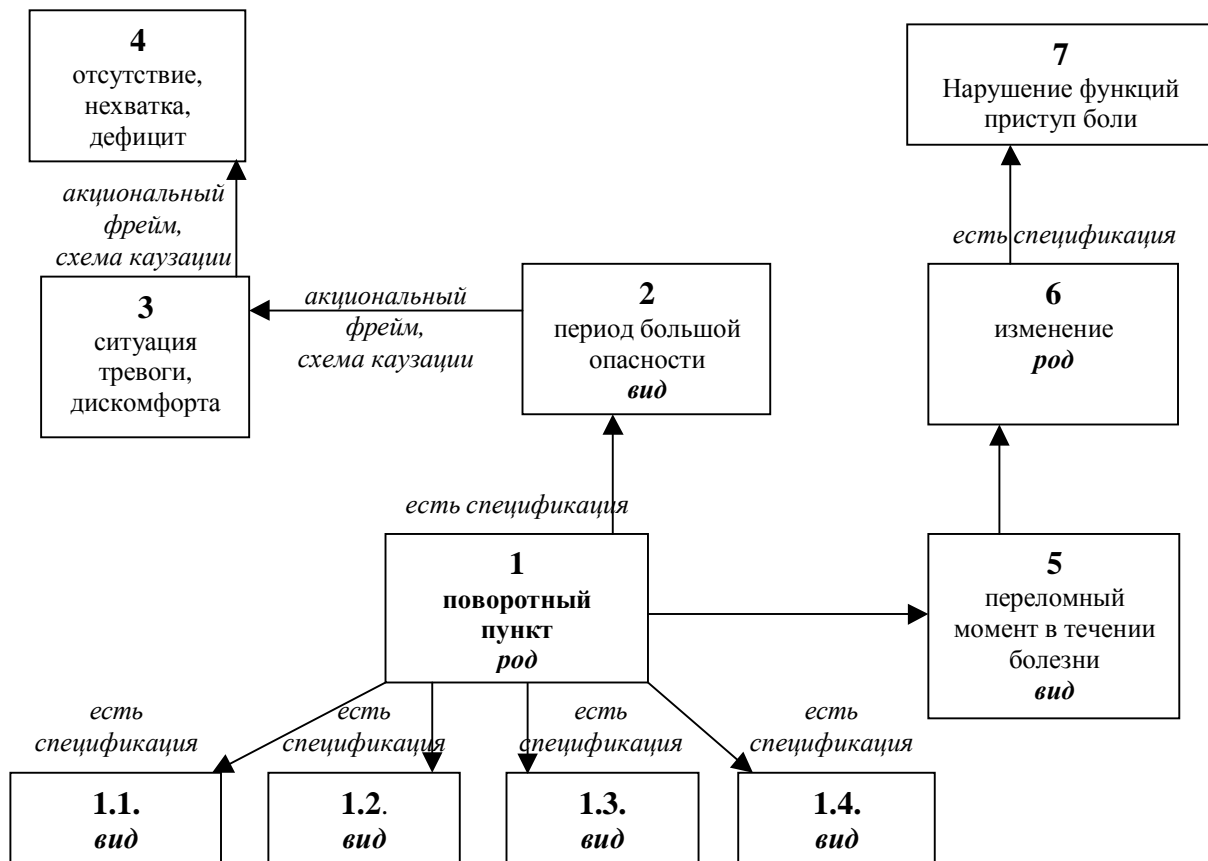 4
отсутствие,
нехватка,
дефицит
7
Нарушение функций
приступ боли
акциональный
фрейм,
схема каузации
есть спецификация
3
ситуация
тревоги,
дискомфорта
акциональный
фрейм,
схема каузации
2
период большой
опасности
вид
6
изменение
род
есть спецификация
1
поворотный
пункт
род
5
переломный
момент в течении
болезни
вид
есть
спецификация
есть
спецификация
есть
спецификация
есть
спецификация
1.1.
вид
1.2.
вид
1.3.
вид
1.4.
вид